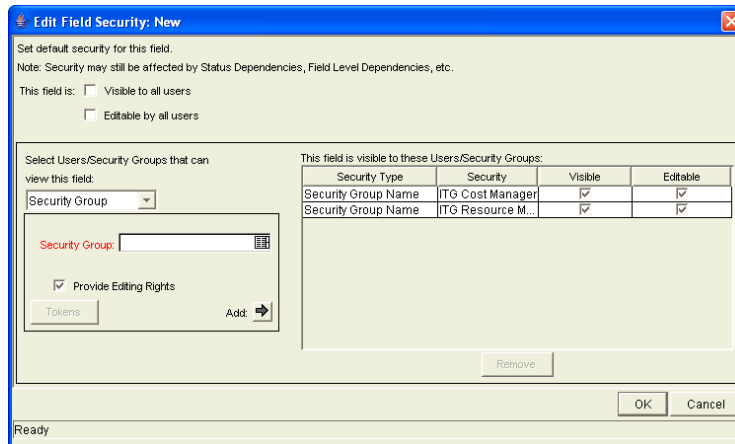 Edit Field Security: New
Set default security for this field.
Note: Security may still be affected by Status Dependencies, Field Level Dependencies, etc.
This field is: Visible to all users
Editable by all users
Select Users/Security Groups that can
view this field:
Security Group
Security Group:
Provide Editing Rights
Tokens Add:
This field is visible to these Users/Security Groups:
Security Type Security Visible Editable
Security Group Name ITG Cost Manager
Security Group Name ITG Resource M...
Remove
OK Cancel
Ready